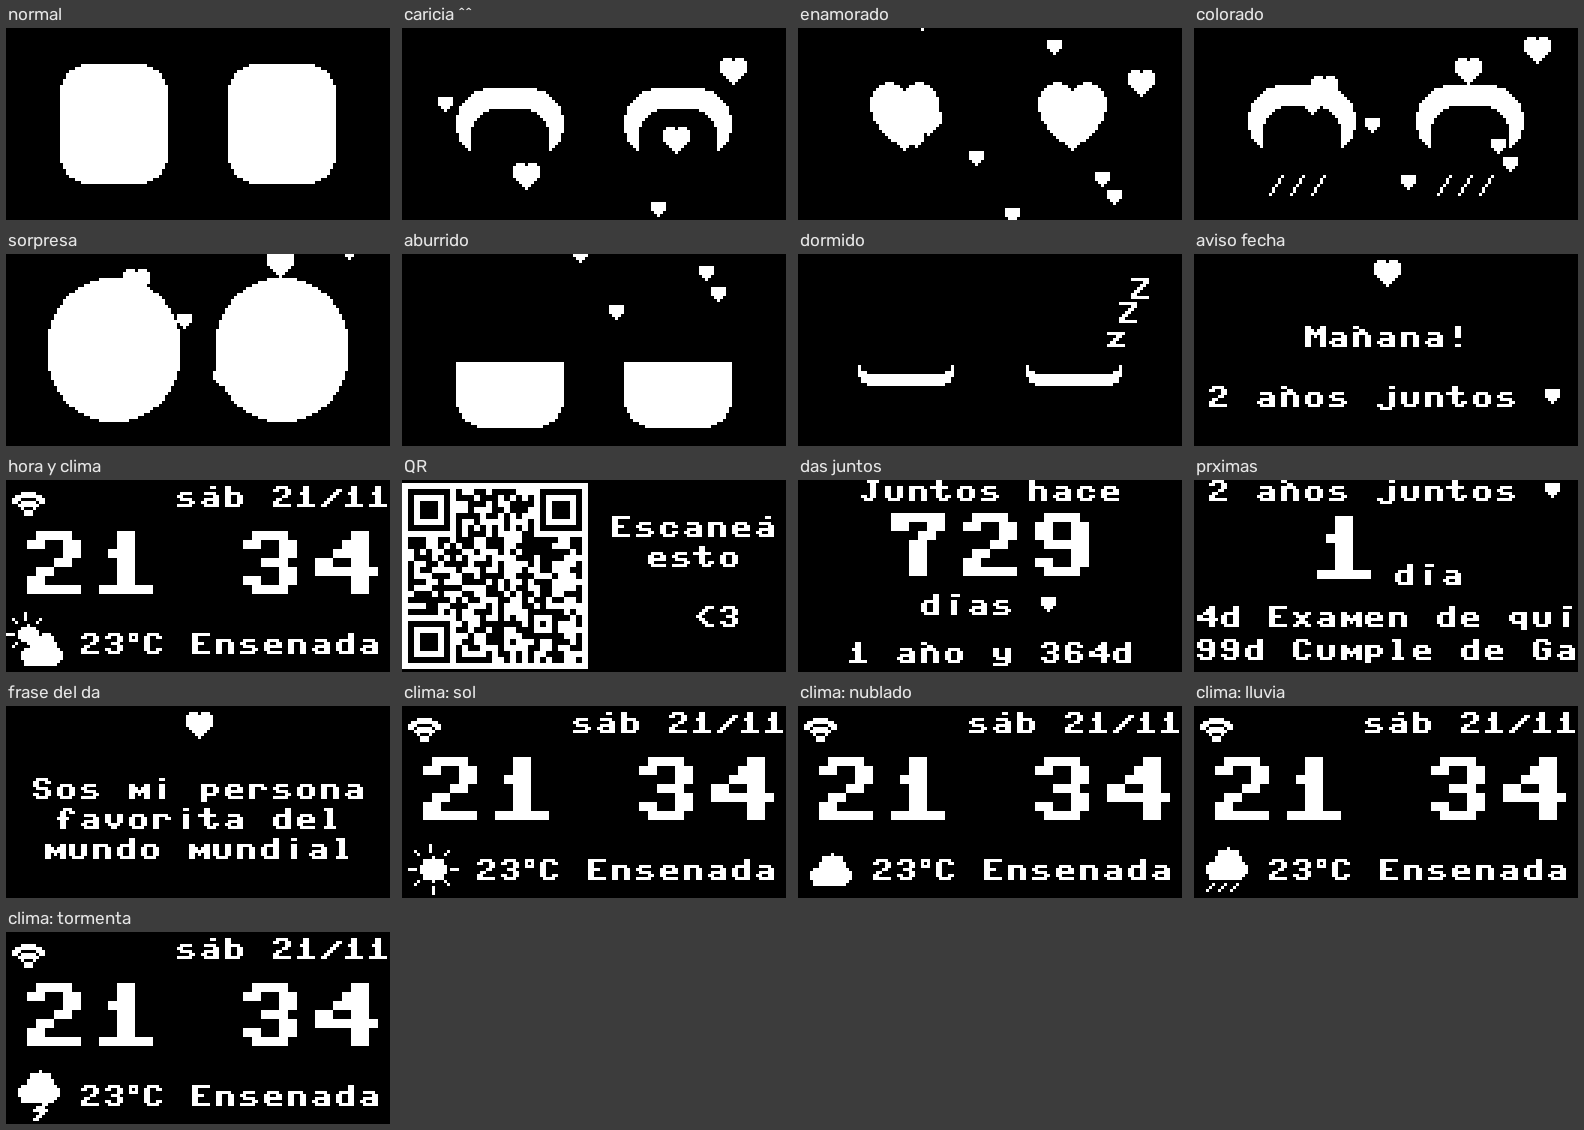 normal
caricia ^^
enamorado
colorado
sorpresa
aburrido
dormido
z
z
z
aviso fecha
Mañana!
2 años juntos ♥
hora y clima
sáb 21/11
21 34
23°C Ensenada
QR
Escaneá
esto
<3
das juntos
Juntos hace
729
días ♥
1 año y 364d
prximas
2 años juntos ♥
1 día
4d Examen de quí
99d Cumple de Ga
frase del da
Sos mi persona
favorita del
mundo mundial
clima: sol
sáb 21/11
21 34
23°C Ensenada
clima: nublado
sáb 21/11
21 34
23°C Ensenada
clima: lluvia
sáb 21/11
21 34
23°C Ensenada
clima: tormenta
sáb 21/11
21 34
23°C Ensenada